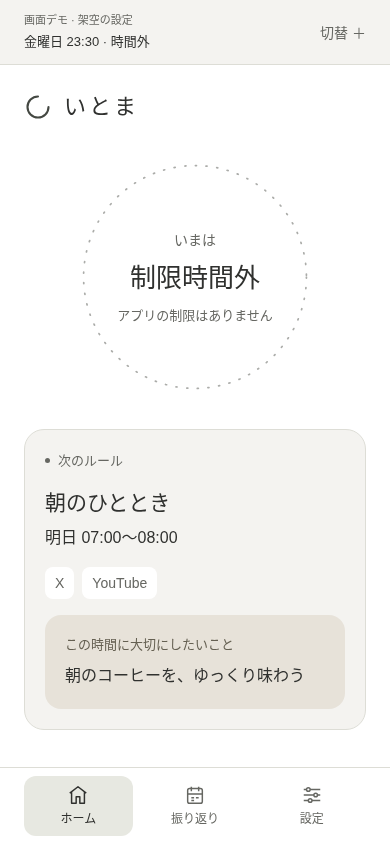 画面デモ · 架空の設定
金曜日 23:30 · 時間外
切替 ＋
いとま
いまは
制限時間外
アプリの制限はありません
次のルール
朝のひととき
明日 07:00〜08:00
X YouTube
この時間に大切にしたいこと
朝のコーヒーを、ゆっくり味わう
ホーム 振り返り 設定